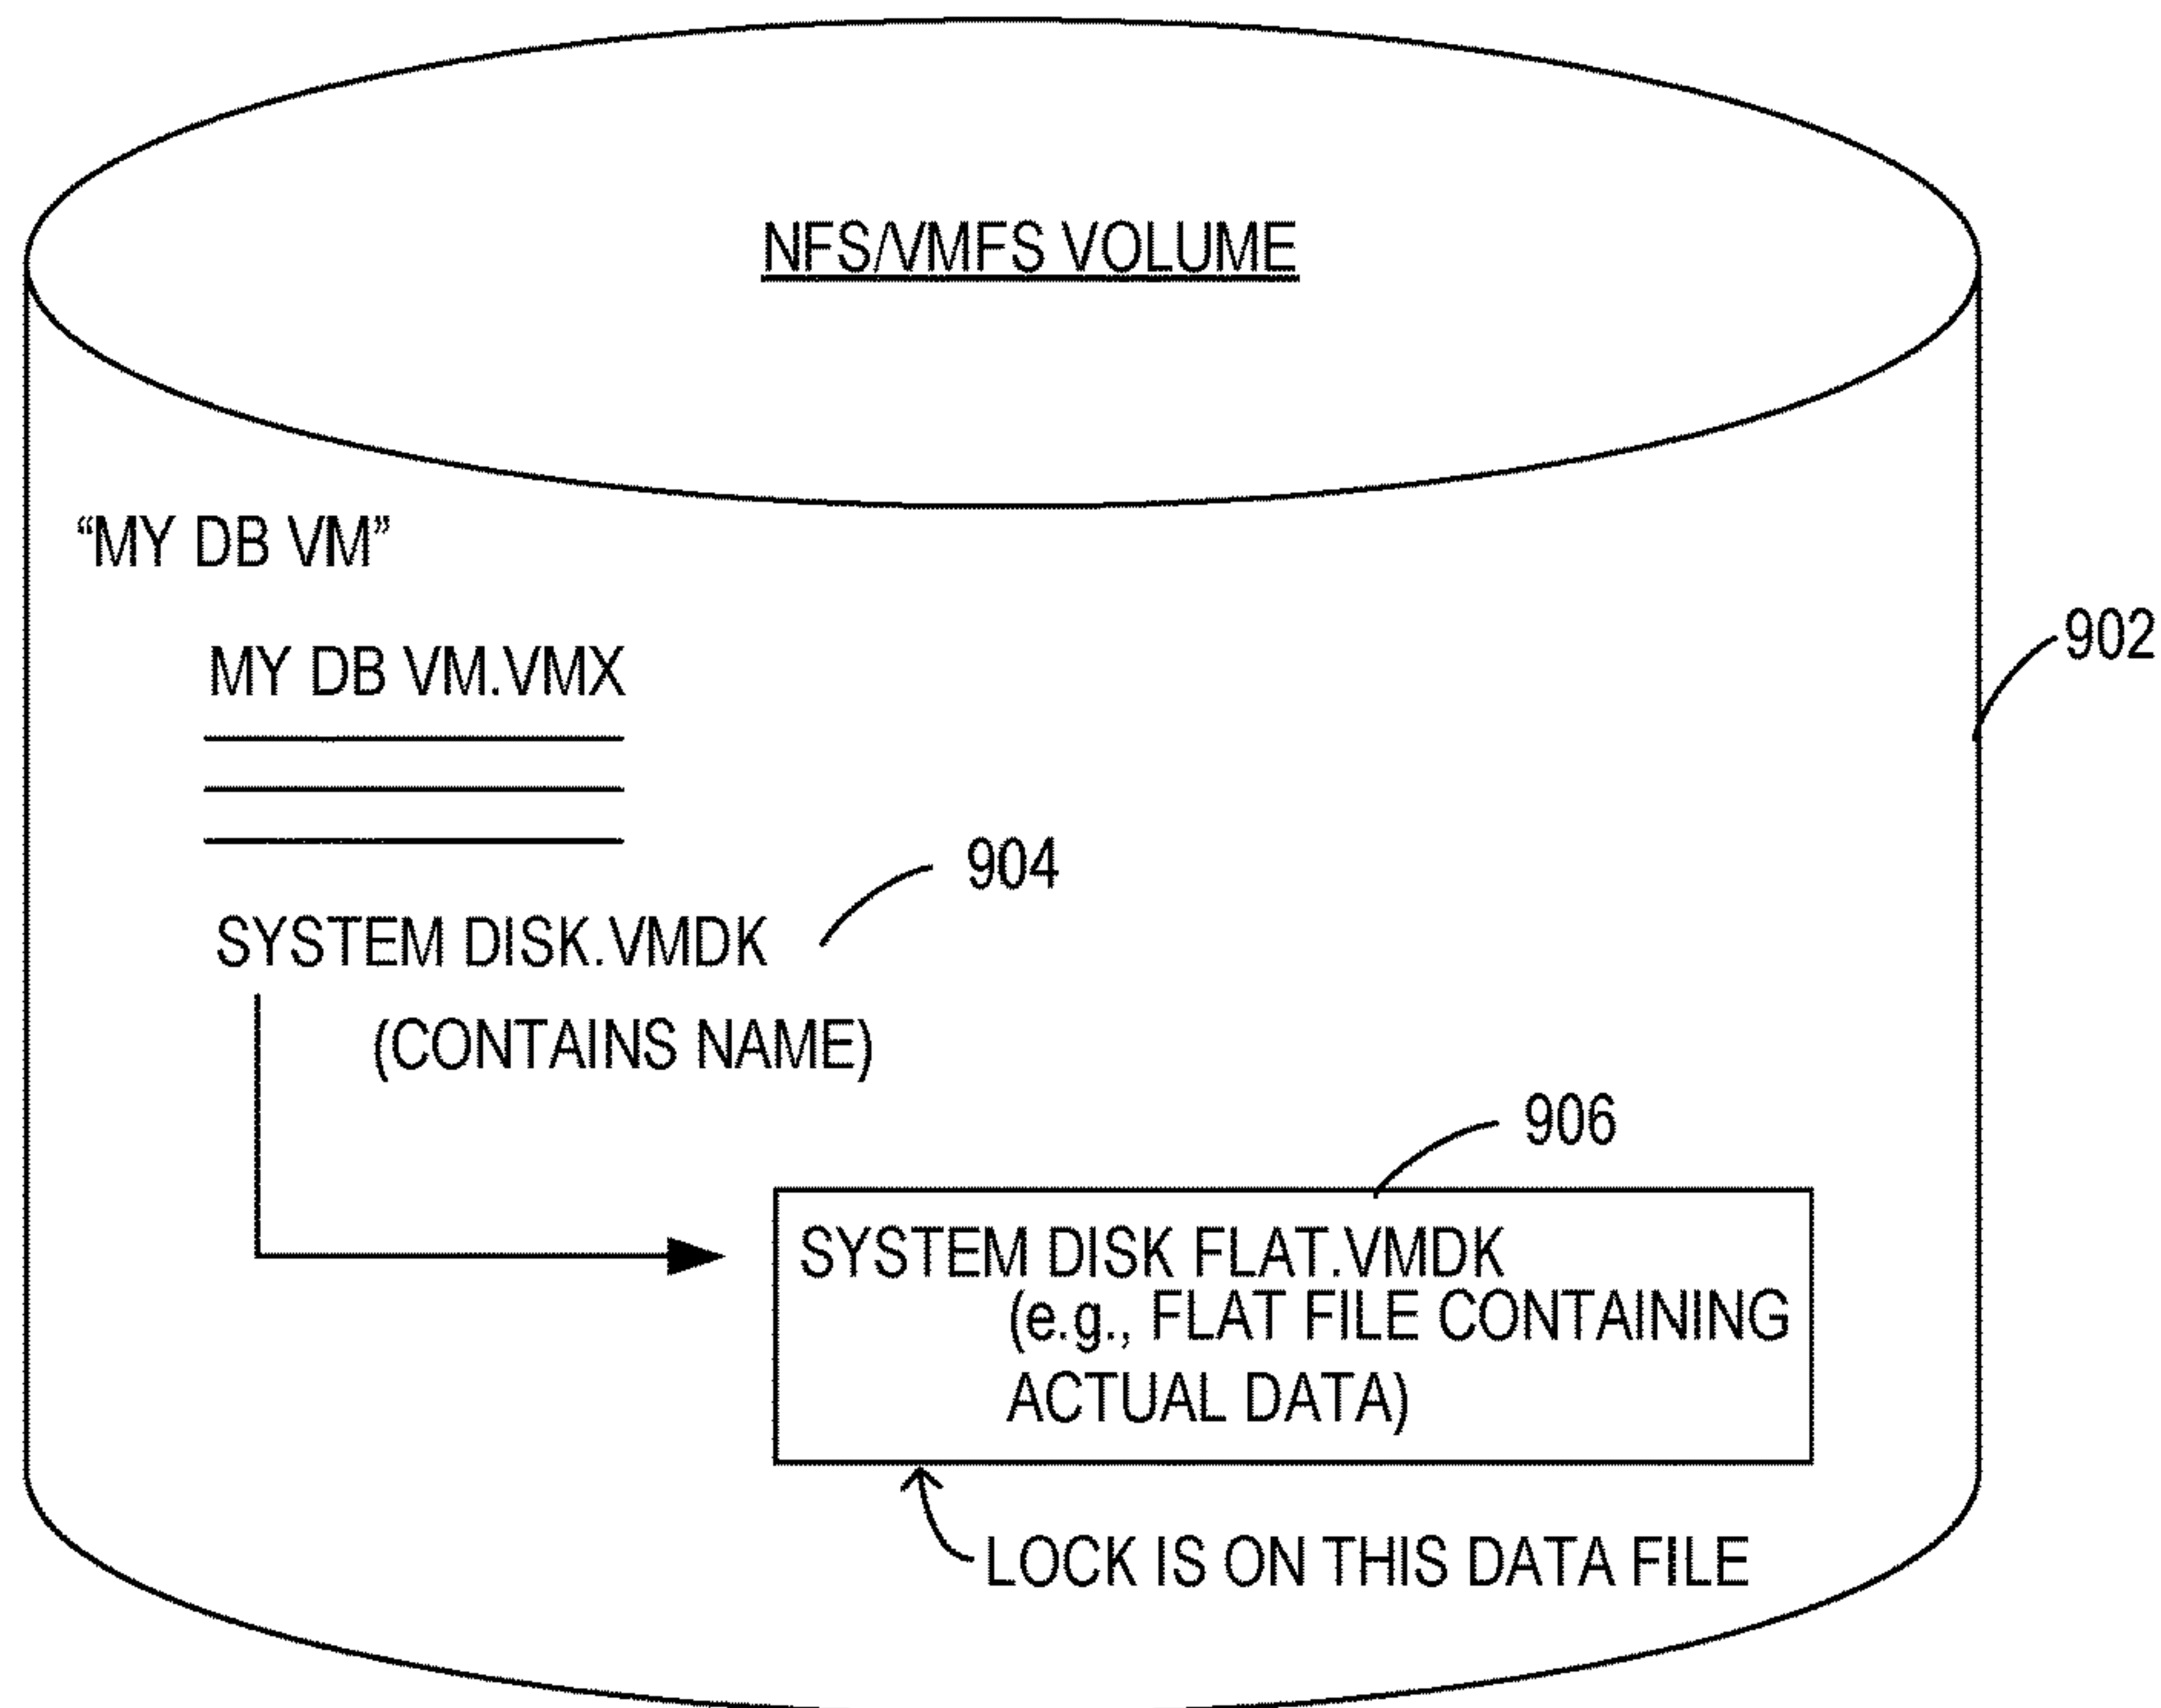 NFS/VMFS VOLUME
“MY DB VM”
MY DB VM.VMX
902
904
SYSTEM DISK.VMDK
(CONTAINS NAME)
906
SYSTEM DISK FLAT.VMDK
(e.g., FLAT FILE CONTAINING
ACTUAL DATA)
LOCK IS ON THIS DATA FILE